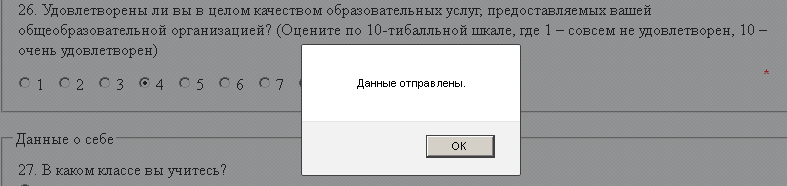 26. Удовлетворены ли вы в целом качеством образовательных услуг, предоставляемых вашей
общеобразовательной организацией? (Оцените по 10-тибалльной шкале, где 1 – совсем не удовлетворен, 10 –
очень удовлетворен)
1 2 3 4 5 6 7
*
Данные отправлены.
OK
Данные о себе
27. В каком классе вы учитесь?